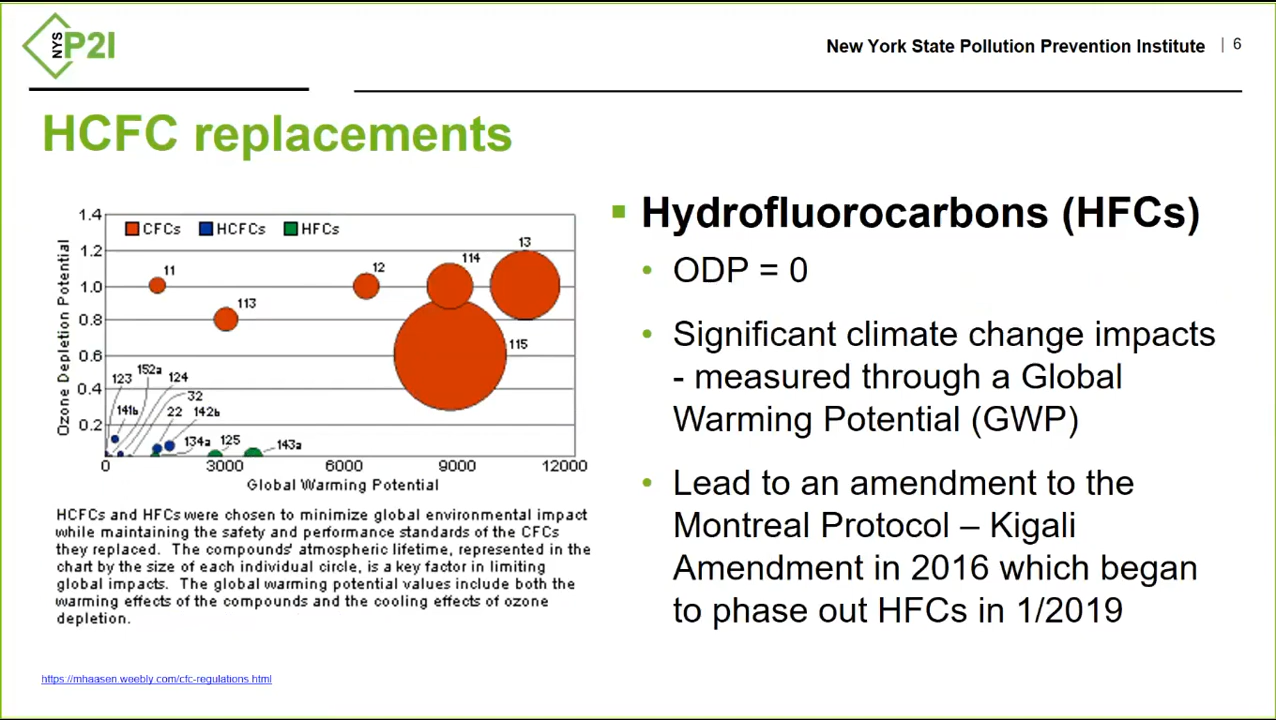 NYS P2I
New York State Pollution Prevention Institute | 6
HCFC replacements
1.4
1.2
1.0
0.8
0.6
0.4
0.2
Ozone Depletion Potential
CFCs HCFCs HFCs
11
12
114
13
113
115
123
152a
124
32
141b
22
142b
134a
125
143a
0 3000 6000 9000 12000
Global Warming Potential
HCFCs and HFCs were chosen to minimize global environmental impact
while maintaining the safety and performance standards of the CFCs
they replaced. The compounds' atmospheric lifetime, represented in the
chart by the size of each individual circle, is a key factor in limiting
global impacts. The global warming potential values include both the
warming effects of the compounds and the cooling effects of ozone
depletion.
https://mhaasen.weebly.com/cfc-regulations.html
▪ Hydrofluorocarbons (HFCs)
• ODP = 0
• Significant climate change impacts
- measured through a Global
Warming Potential (GWP)
• Lead to an amendment to the
Montreal Protocol – Kigali
Amendment in 2016 which began
to phase out HFCs in 1/2019